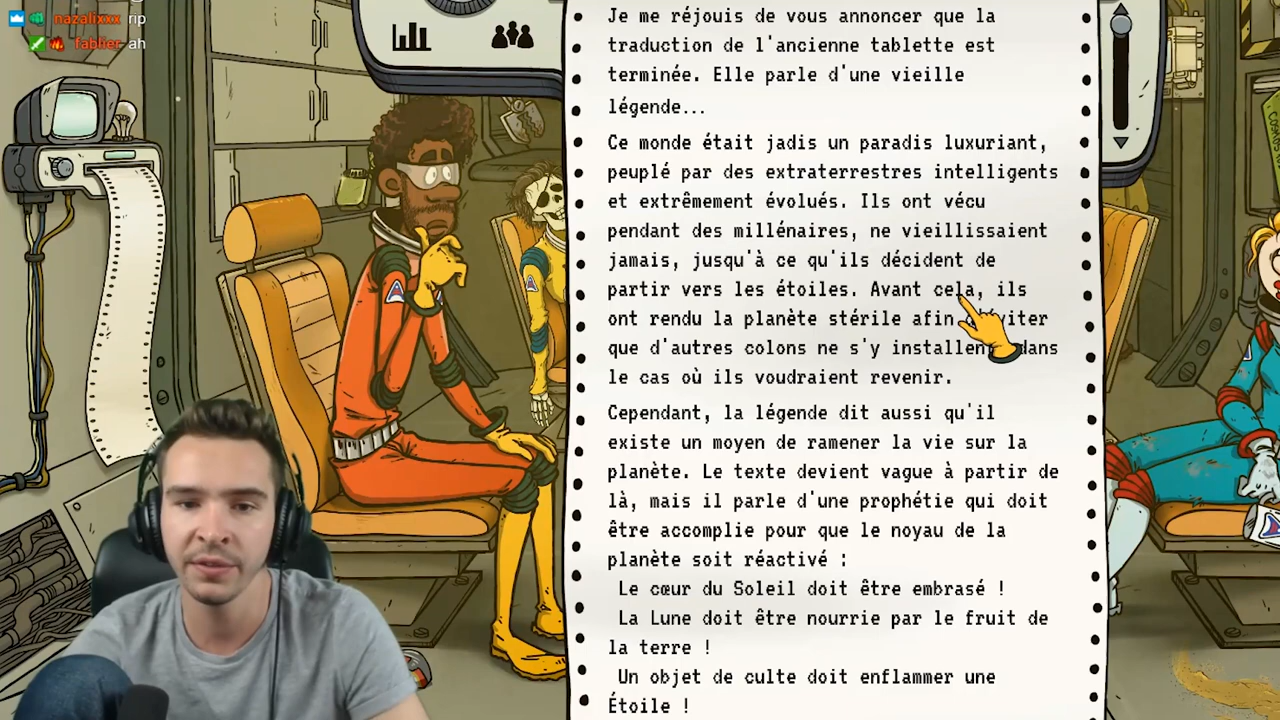 nazalixxx rip
fablier ah
Je me réjouis de vous annoncer que la
traduction de l'ancienne tablette est
terminée. Elle parle d'une vieille
légende...
Ce monde était jadis un paradis luxuriant,
peuplé par des extraterrestres intelligents
et extrêmement évolués. Ils ont vécu
pendant des millénaires, ne vieillissaient
jamais, jusqu'à ce qu'ils décident de
partir vers les étoiles. Avant cela, ils
ont rendu la planète stérile afin
que d'autres colons ne s'y dans
le cas où ils voudraient revenir.
Cependant, la légende dit aussi qu'il
existe un moyen de ramener la vie sur la
planète. Le texte devient vague à partir de
là, mais il parle d'une prophétie qui doit
être accomplie pour que le noyau de la
planète soit réactivé :
Le cœur du Soleil doit être embrasé !
La Lune doit être nourrie par le fruit de
la terre !
Un objet de culte doit enflammer une
Étoile !